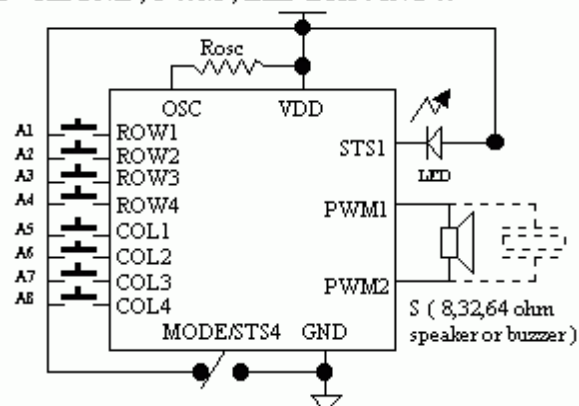 Rosc
OSC VDD
A1 ROW1
A2 ROW2
A3 ROW3
A4 ROW4
A5 COL1
A6 COL2
A7 COL3
A8 COL4
STS1
LED
PWM1
PWM2
MODE/STS4 GND
S ( 8,32,64 ohm
speaker or buzzer )